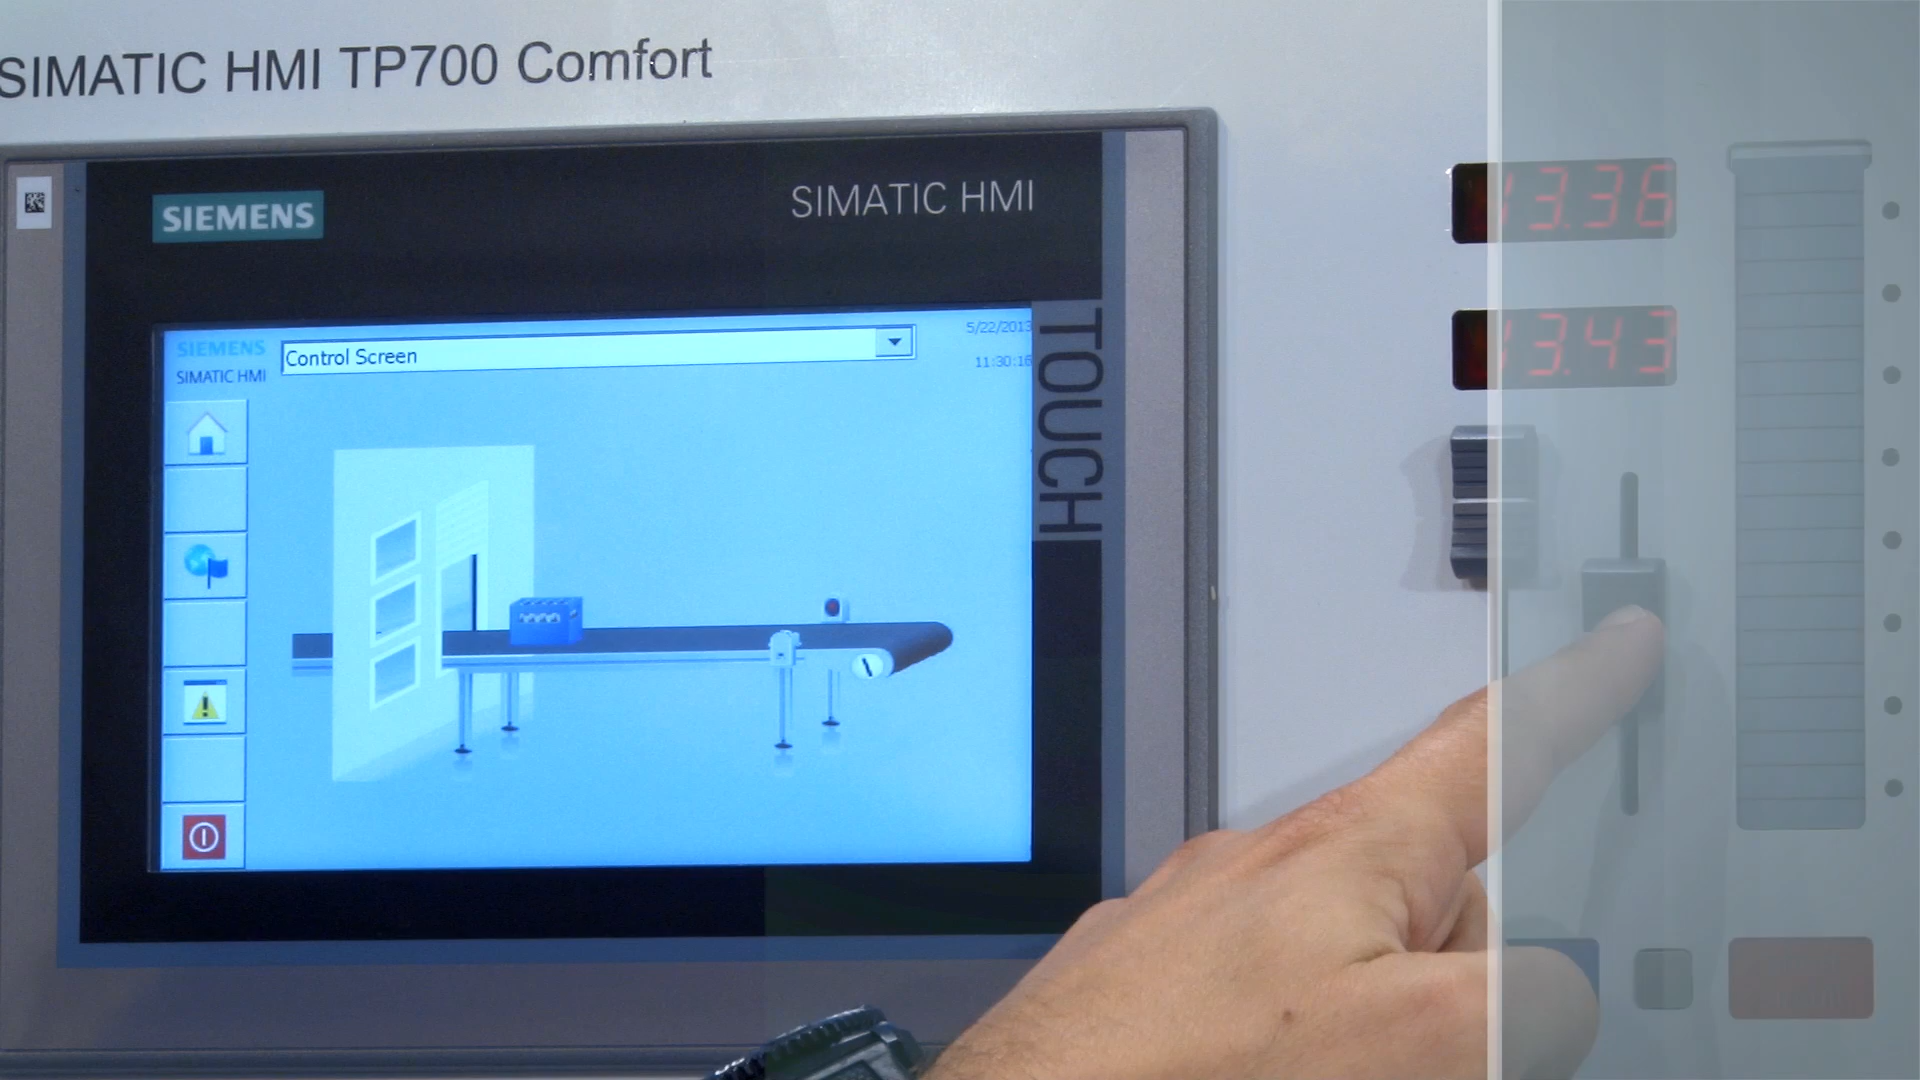 SIMATIC HMI TP700 Comfort
SIEMENS
SIMATIC HMI
TOUCH
SIEMENS
SIMATIC HMI
Control Screen
5/22/2013
11:30:16
13.36
13.43